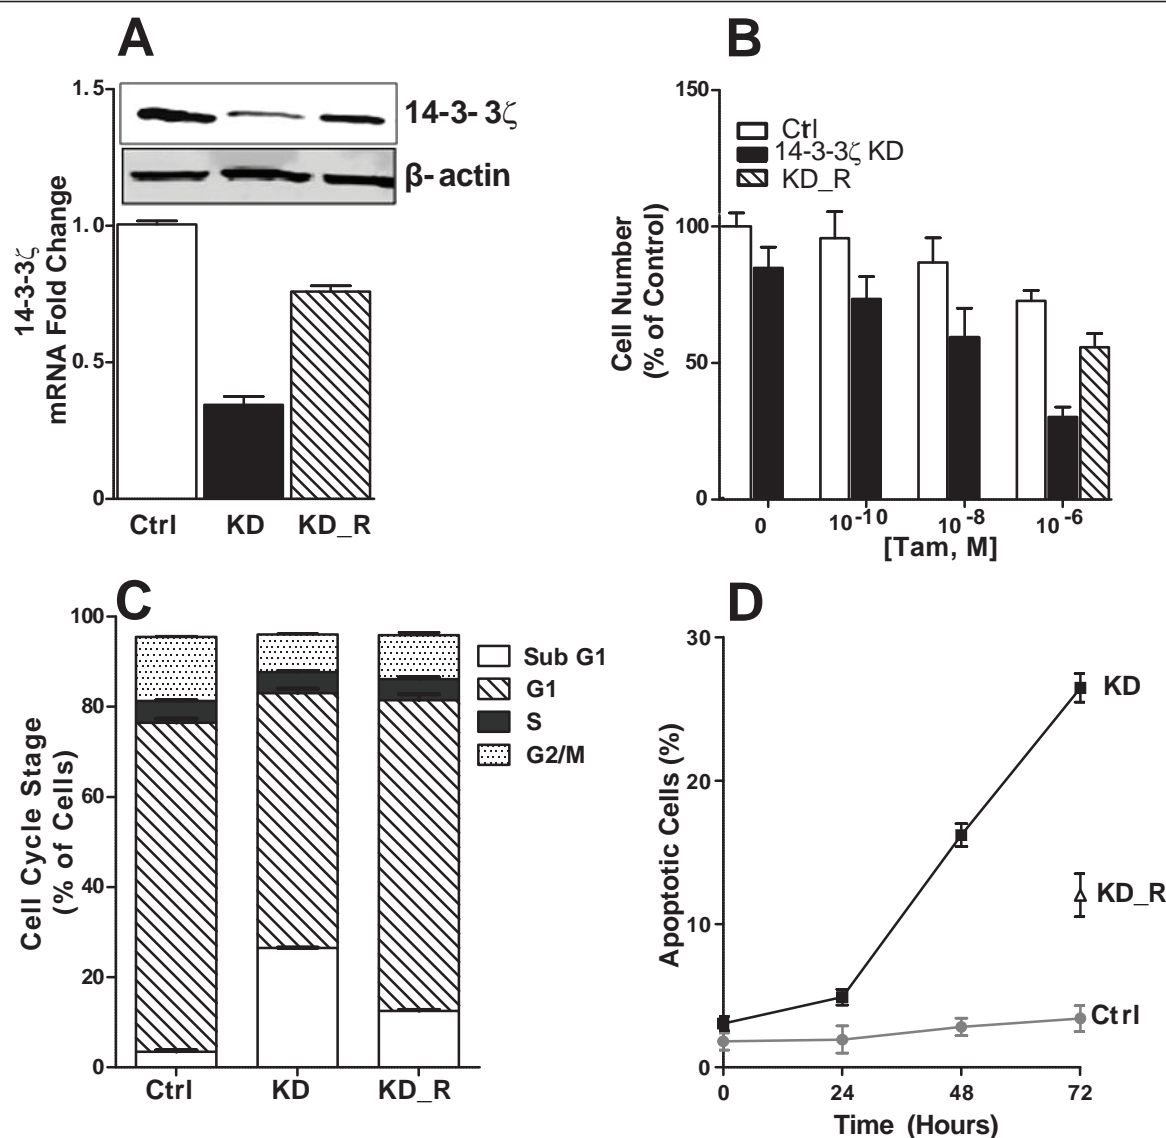 A
1.5
1.0
0.5
0
14-3-3ζ
mRNA Fold Change
14-3-3ζ
β-actin
Ctrl
KD
KD_R
B
150
100
50
0
Cell Number
(% of Control)
Ctrl
14-3-3ζ KD
KD_R
0
10-10
10-8
10-6
[Tam, M]
C
100
80
60
40
20
0
Cell Cycle Stage
(% of Cells)
Sub G1
G1
S
G2/M
Ctrl
KD
KD_R
D
30
20
10
0
Apoptotic Cells (%)
KD
KD_R
Ctrl
0
24
48
72
Time (Hours)